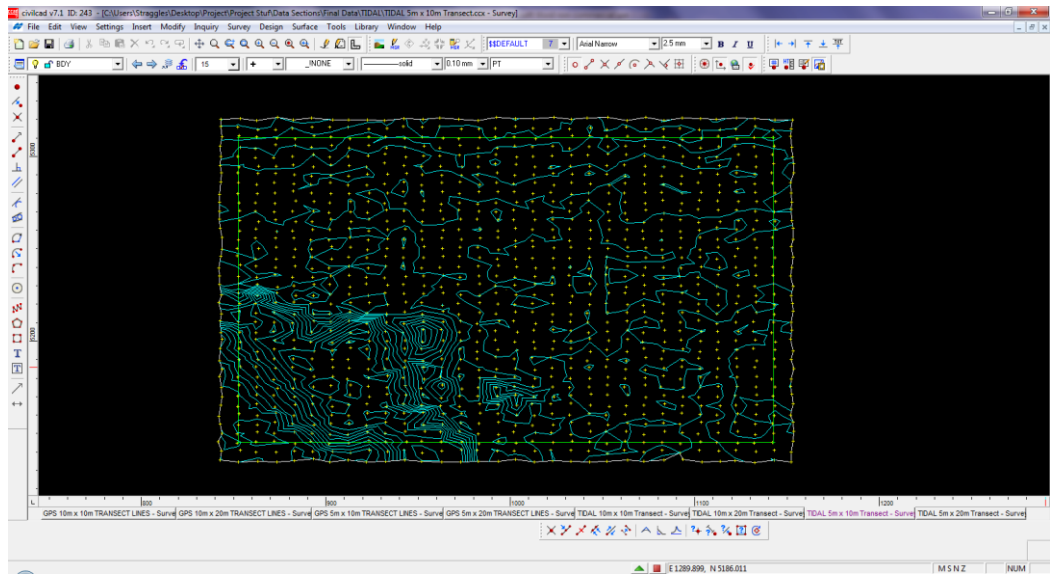 civilcad v7.1 ID: 243 - [C:\Users\Straggles\Desktop\Project\Project Stuf\Data Sections\Final Data\TIDAL\TIDAL 5m x 10m Transect.ccx - Survey]
File Edit View Settings Insert Modify Inquiry Survey Design Surface Tools Library Window Help
$$DEFAULT 7 Arial Narrow 2.5 mm B I U
BDY 15 + _INONE solid 0.10 mm PT
5300
5200
L 800 900 1000 1100 1200
GPS 10m x 10m TRANSECT LINES - Surve GPS 10m x 20m TRANSECT LINES - Surve GPS 5m x 10m TRANSECT LINES - Surve GPS 5m x 20m TRANSECT LINES - Surve TIDAL 10m x 10m Transect - Surve TIDAL 10m x 20m Transect - Surve TIDAL 5m x 10m Transect - Surve TIDAL 5m x 20m Transect - Surve
E 1289.899, N 5186.011 M S N Z NUM